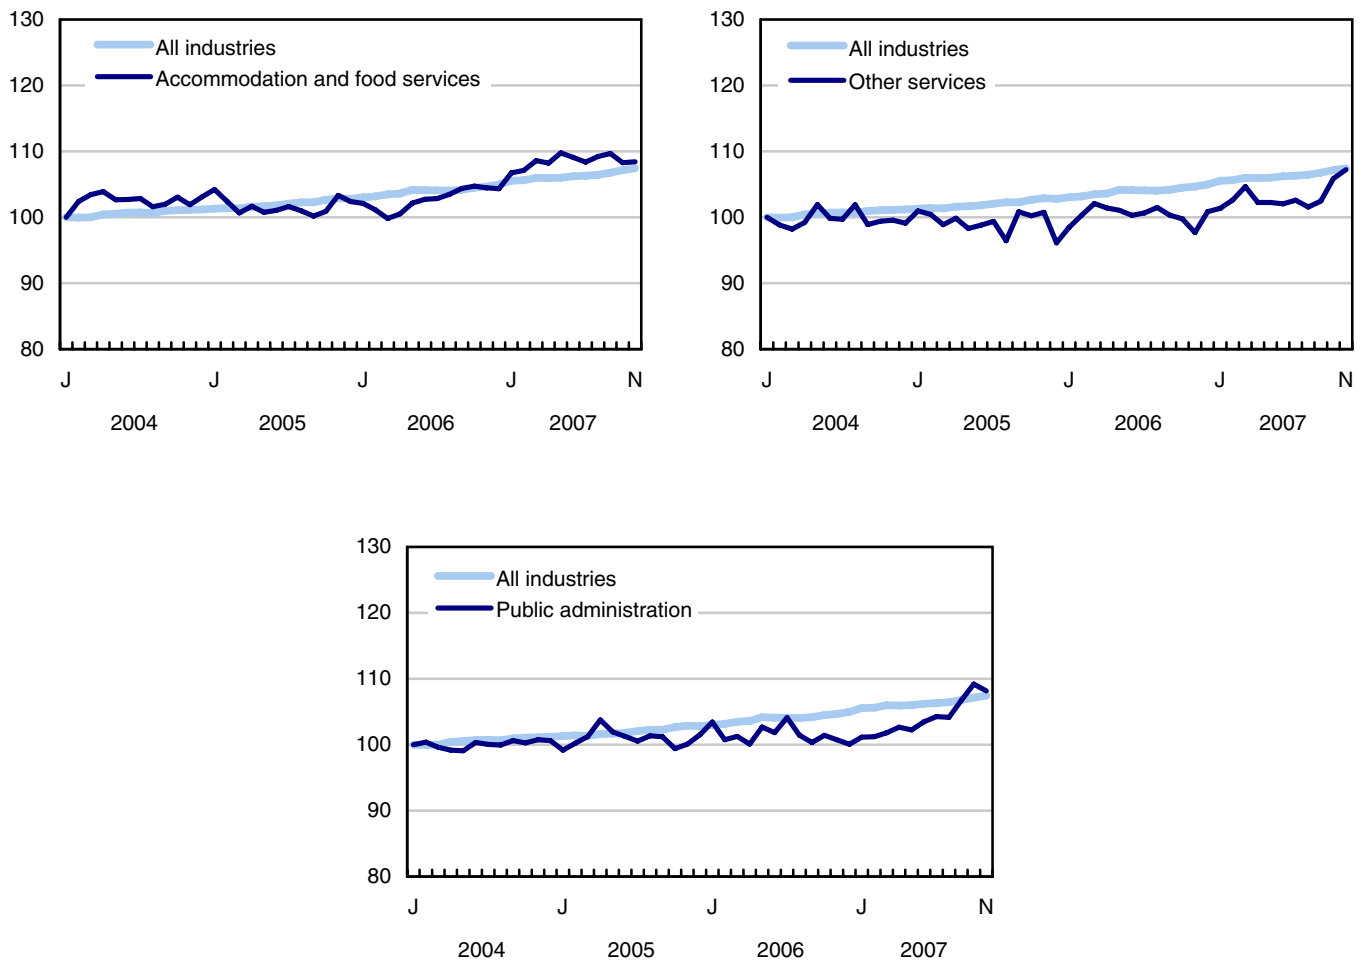 130
All industries
Accommodation and food services
120
110
100
90
80
J J J J N
2004 2005 2006 2007
130
All industries
Other services
120
110
100
90
80
J J J J N
2004 2005 2006 2007
130
All industries
Public administration
120
110
100
90
80
J J J J N
2004 2005 2006 2007